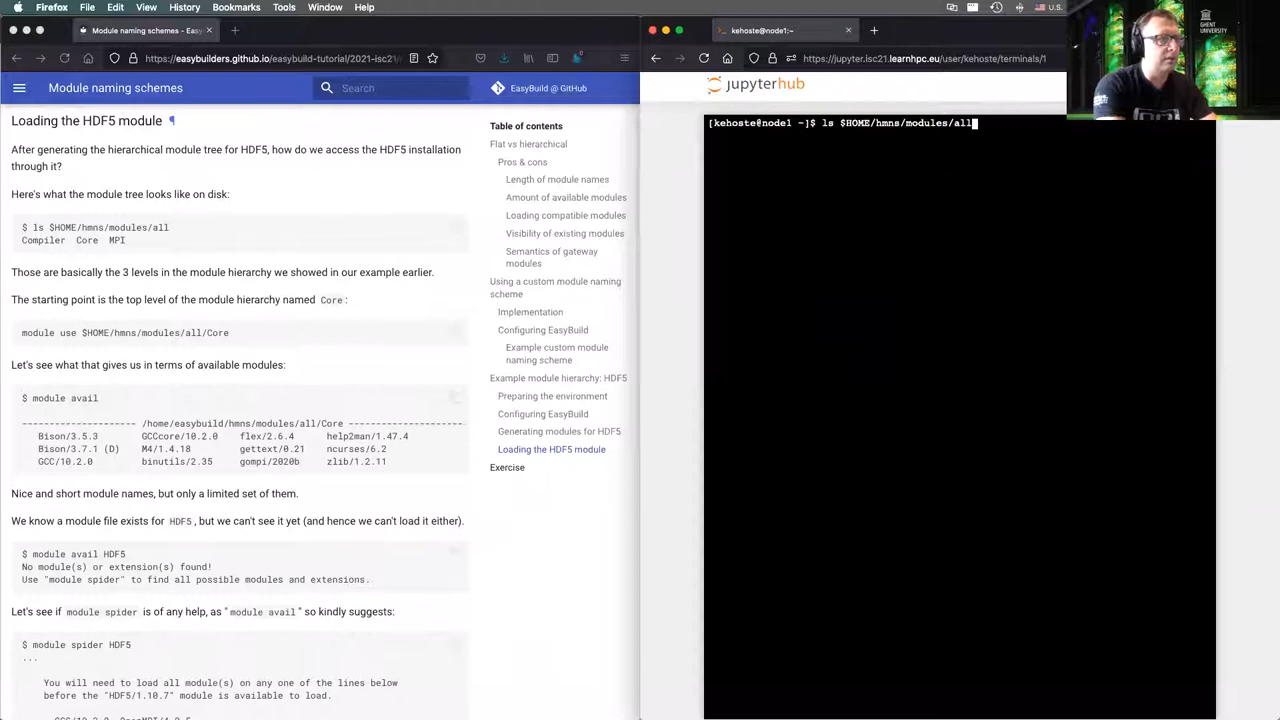 Firefox File Edit View History Bookmarks Tools Window Help
U.S.
Module naming schemes - Eas
https://easybuilders.github.io/easybuild-tutorial/2021-isc21/
Module naming schemes
Search
EasyBuild @ GitHub
Loading the HDF5 module ¶
After generating the hierarchical module tree for HDF5, how do we access the HDF5 installation
through it?
Here's what the module tree looks like on disk:
$ ls $HOME/hmns/modules/all
Compiler Core MPI
Those are basically the 3 levels in the module hierarchy we showed in our example earlier.
The starting point is the top level of the module hierarchy named Core:
module use $HOME/hmns/modules/all/Core
Let's see what that gives us in terms of available modules:
$ module avail
---------------------- /home/easybuild/hmns/modules/all/Core ----------------------
Bison/3.5.3 GCCcore/10.2.0 flex/2.6.4 help2man/1.47.4
Bison/3.7.1 (D) M4/1.4.18 gettext/0.21 ncurses/6.2
GCC/10.2.0 binutils/2.35 gompi/2020b zlib/1.2.11
Nice and short module names, but only a limited set of them.
We know a module file exists for HDF5, but we can't see it yet (and hence we can't load it either).
$ module avail HDF5
No module(s) or extension(s) found!
Use "module spider" to find all possible modules and extensions.
Let's see if module spider is of any help, as "module avail" so kindly suggests:
$ module spider HDF5
...
You will need to load all module(s) on any one of the lines below
before the "HDF5/1.10.7" module is available to load.
Table of contents
Flat vs hierarchical
Pros & cons
Length of module names
Amount of available modules
Loading compatible modules
Visibility of existing modules
Semantics of gateway
modules
Using a custom module naming
scheme
Implementation
Configuring EasyBuild
Example custom module
naming scheme
Example module hierarchy: HDF5
Preparing the environment
Configuring EasyBuild
Generating modules for HDF5
Loading the HDF5 module
Exercise
kehoste@node1:~
https://jupyter.isc21.learnhpc.eu/user/kehoste/terminals/1
jupyterhub
[kehoste@node1 ~]$ ls $HOME/hmns/modules/all
GHENT
UNIVERSITY